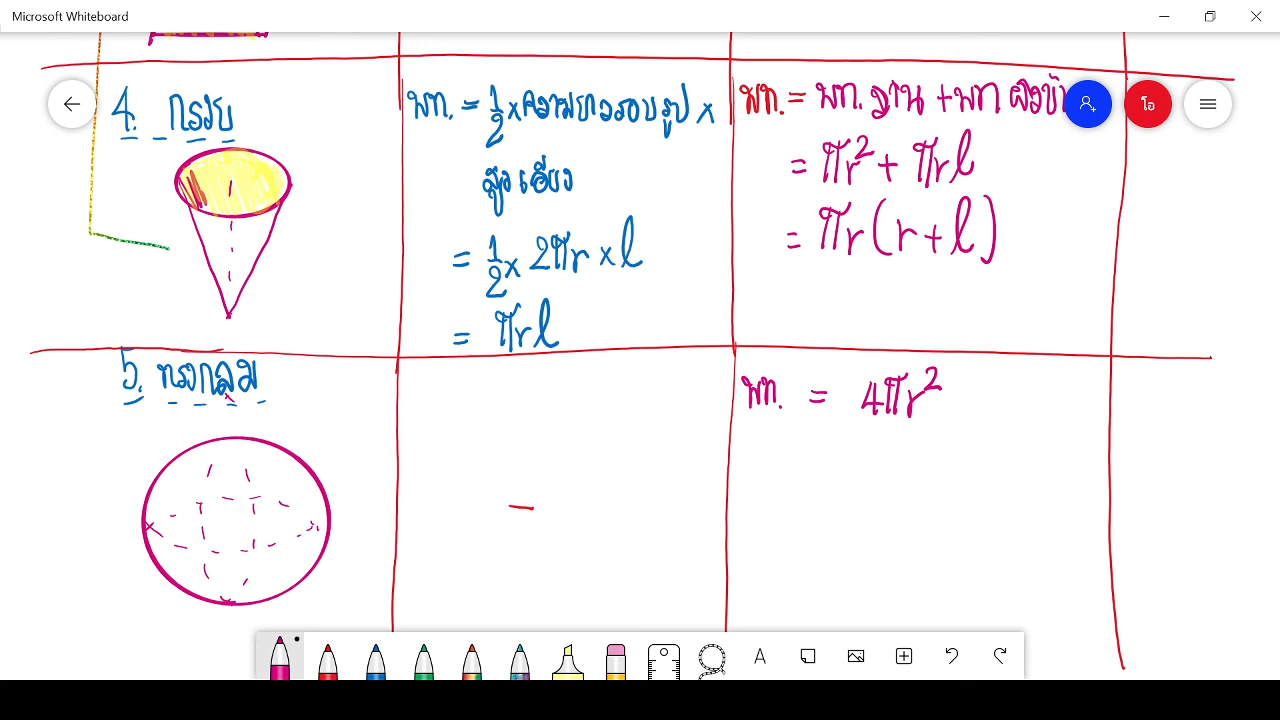 Microsoft Whiteboard
4. กรวย
พท. = 1/2 × ความยาวรอบรูป ×
สูงเอียง
= 1/2 × 2πr × l
= πrl
พท. = พท. ฐาน + พท ผิวข้าง
= πr² + πrl
= πr(r + l)
โอ
5. ทรงกลม
–
พท. = 4πr²
A